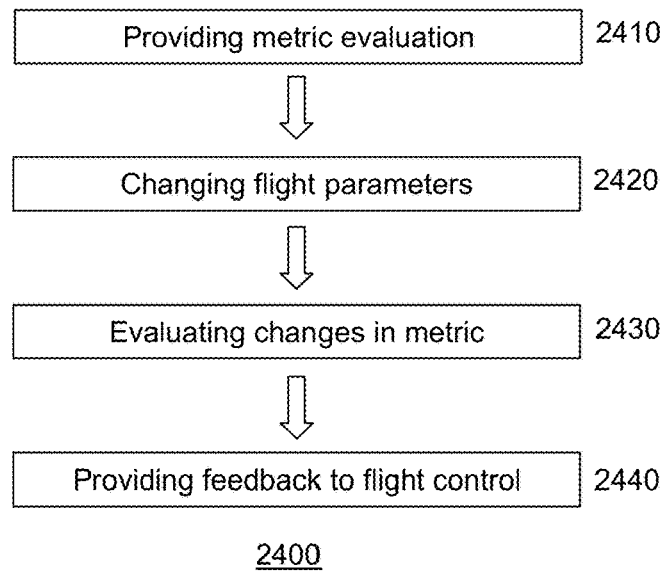 Providing metric evaluation 2410
Changing flight parameters 2420
Evaluating changes in metric 2430
Providing feedback to flight control 2440
2400